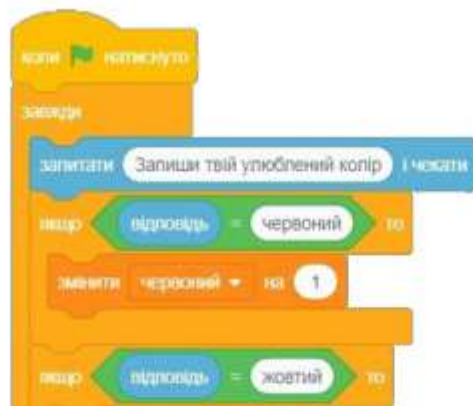 коли натиснуто
завжди
запитати Запиши твій улюблений колір і чекати
якщо відповідь = червоний то
змінити червоний на 1
якщо відповідь = жовтий то